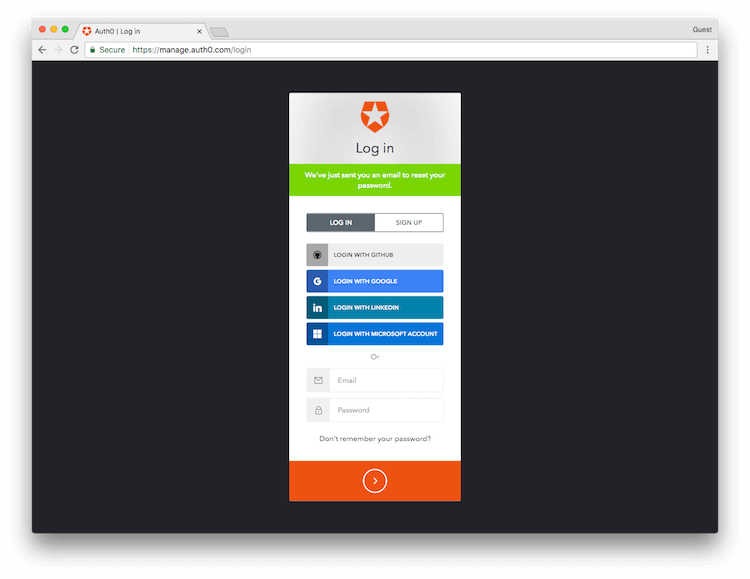 Auth0 | Log in
Guest
Secure
https://manage.auth0.com/login
Log in
We've just sent you an email to reset your
password.
LOG IN
SIGN UP
LOGIN WITH GITHUB
LOGIN WITH GOOGLE
LOGIN WITH LINKEDIN
LOGIN WITH MICROSOFT ACCOUNT
Or
Email
Password
Don't remember your password?